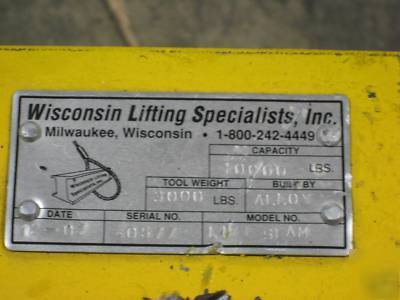 Wisconsin Lifting Specialists, Inc.
Milwaukee, Wisconsin • 1-800-242-4449
CAPACITY
LBS.
TOOL WEIGHT
BUILT BY
3000 LBS. ALLOY
DATE SERIAL NO. MODEL NO.